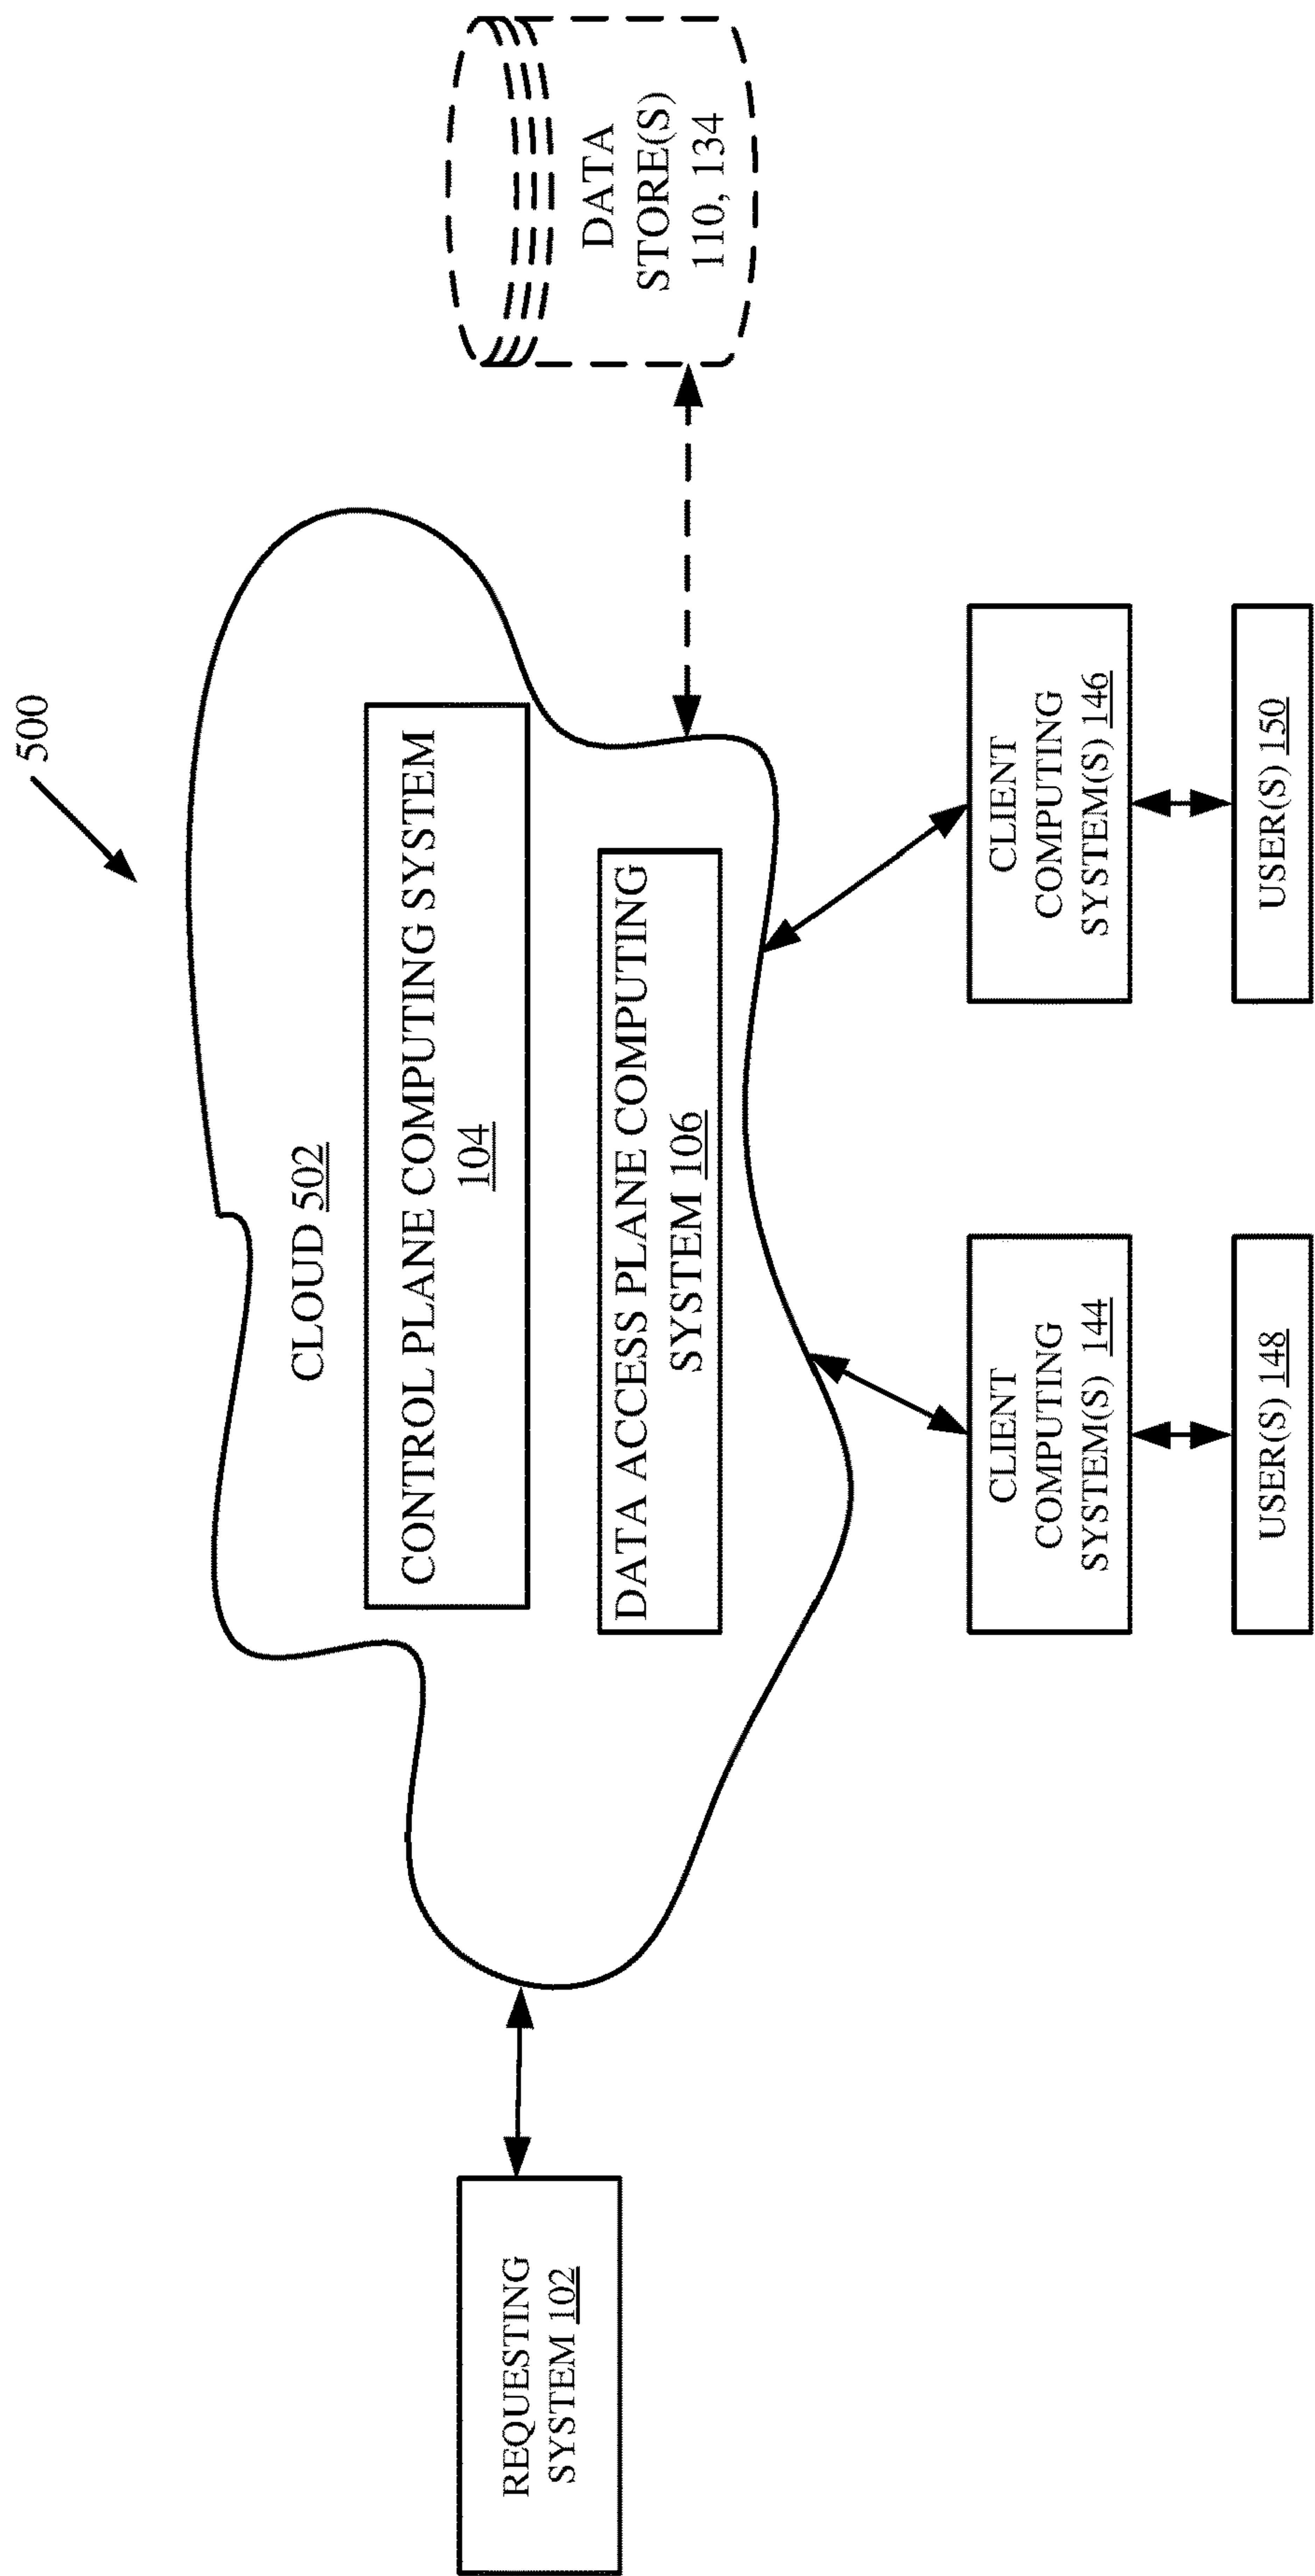 500
CLOUD 502
CONTROL PLANE COMPUTING SYSTEM
104
DATA ACCESS PLANE COMPUTING
SYSTEM 106
REQUESTING
SYSTEM 102
DATA
STORE(S)
110, 134
CLIENT
COMPUTING
SYSTEM(S) 144
CLIENT
COMPUTING
SYSTEM(S) 146
USER(S) 148
USER(S) 150